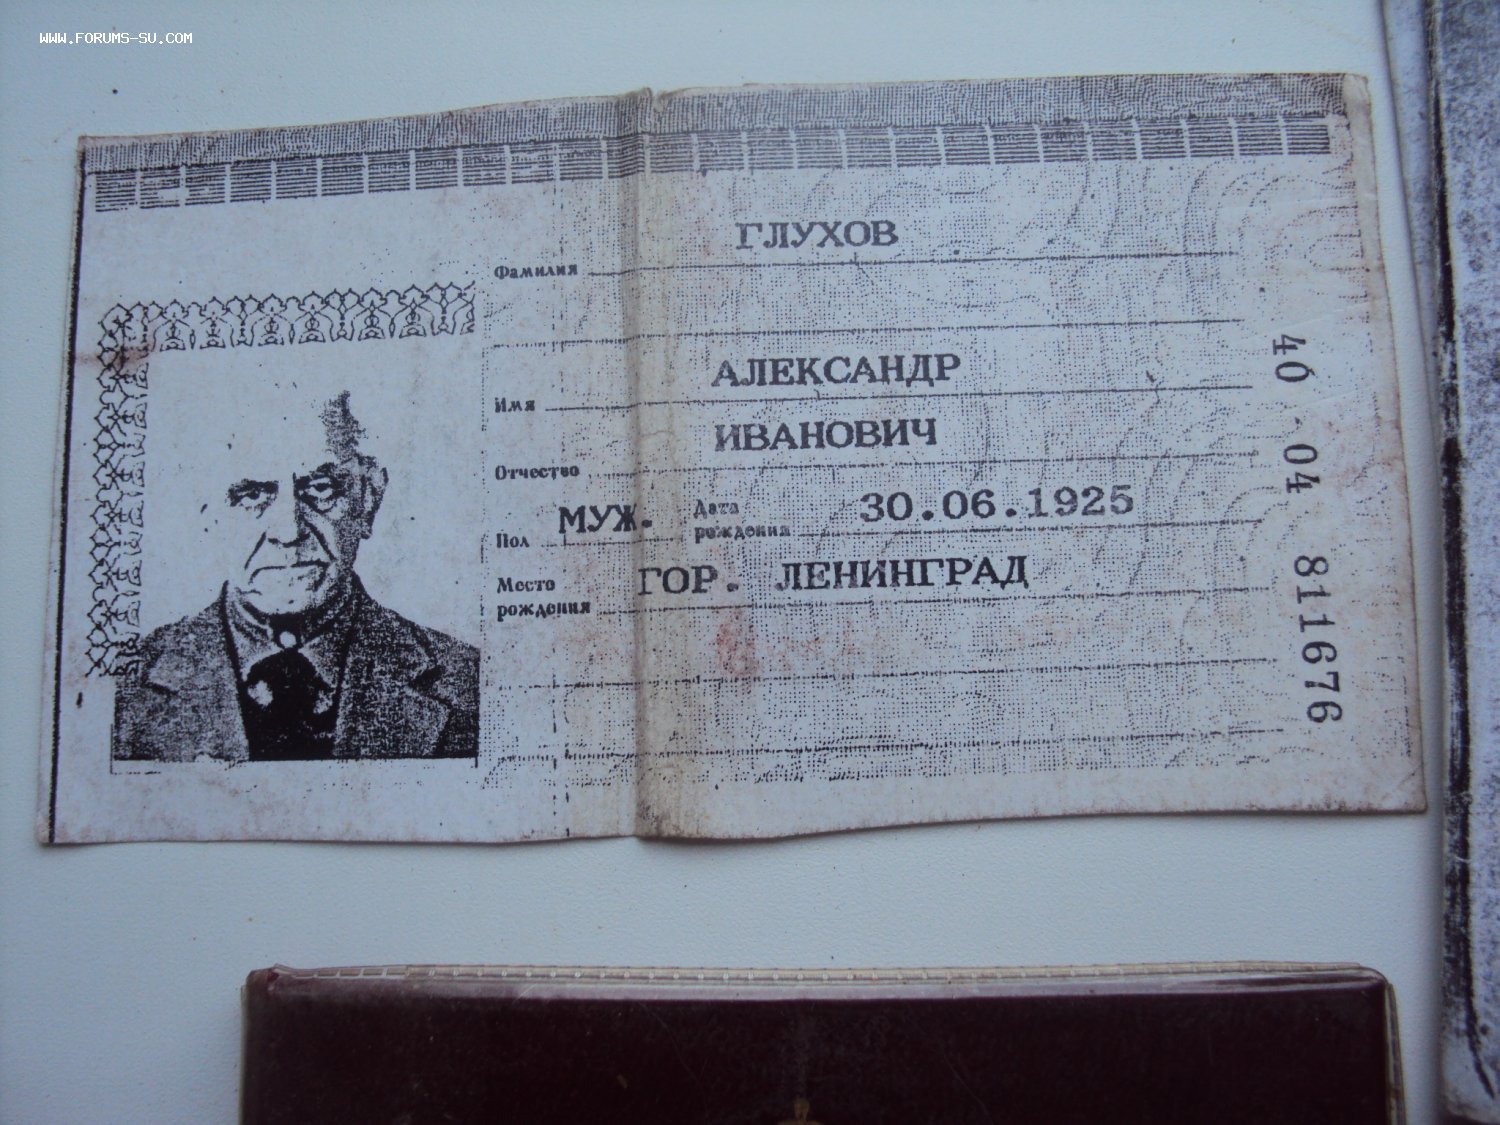 WWW.FORUMS-SU.COM
ГЛУХОВ
Фамилия
АЛЕКСАНДР
Имя
ИВАНОВИЧ
Отчество
МУЖ. Дата 30.06.1925
Пол рождения
Место ГОР. ЛЕНИНГРАД
рождения
40 04 811676